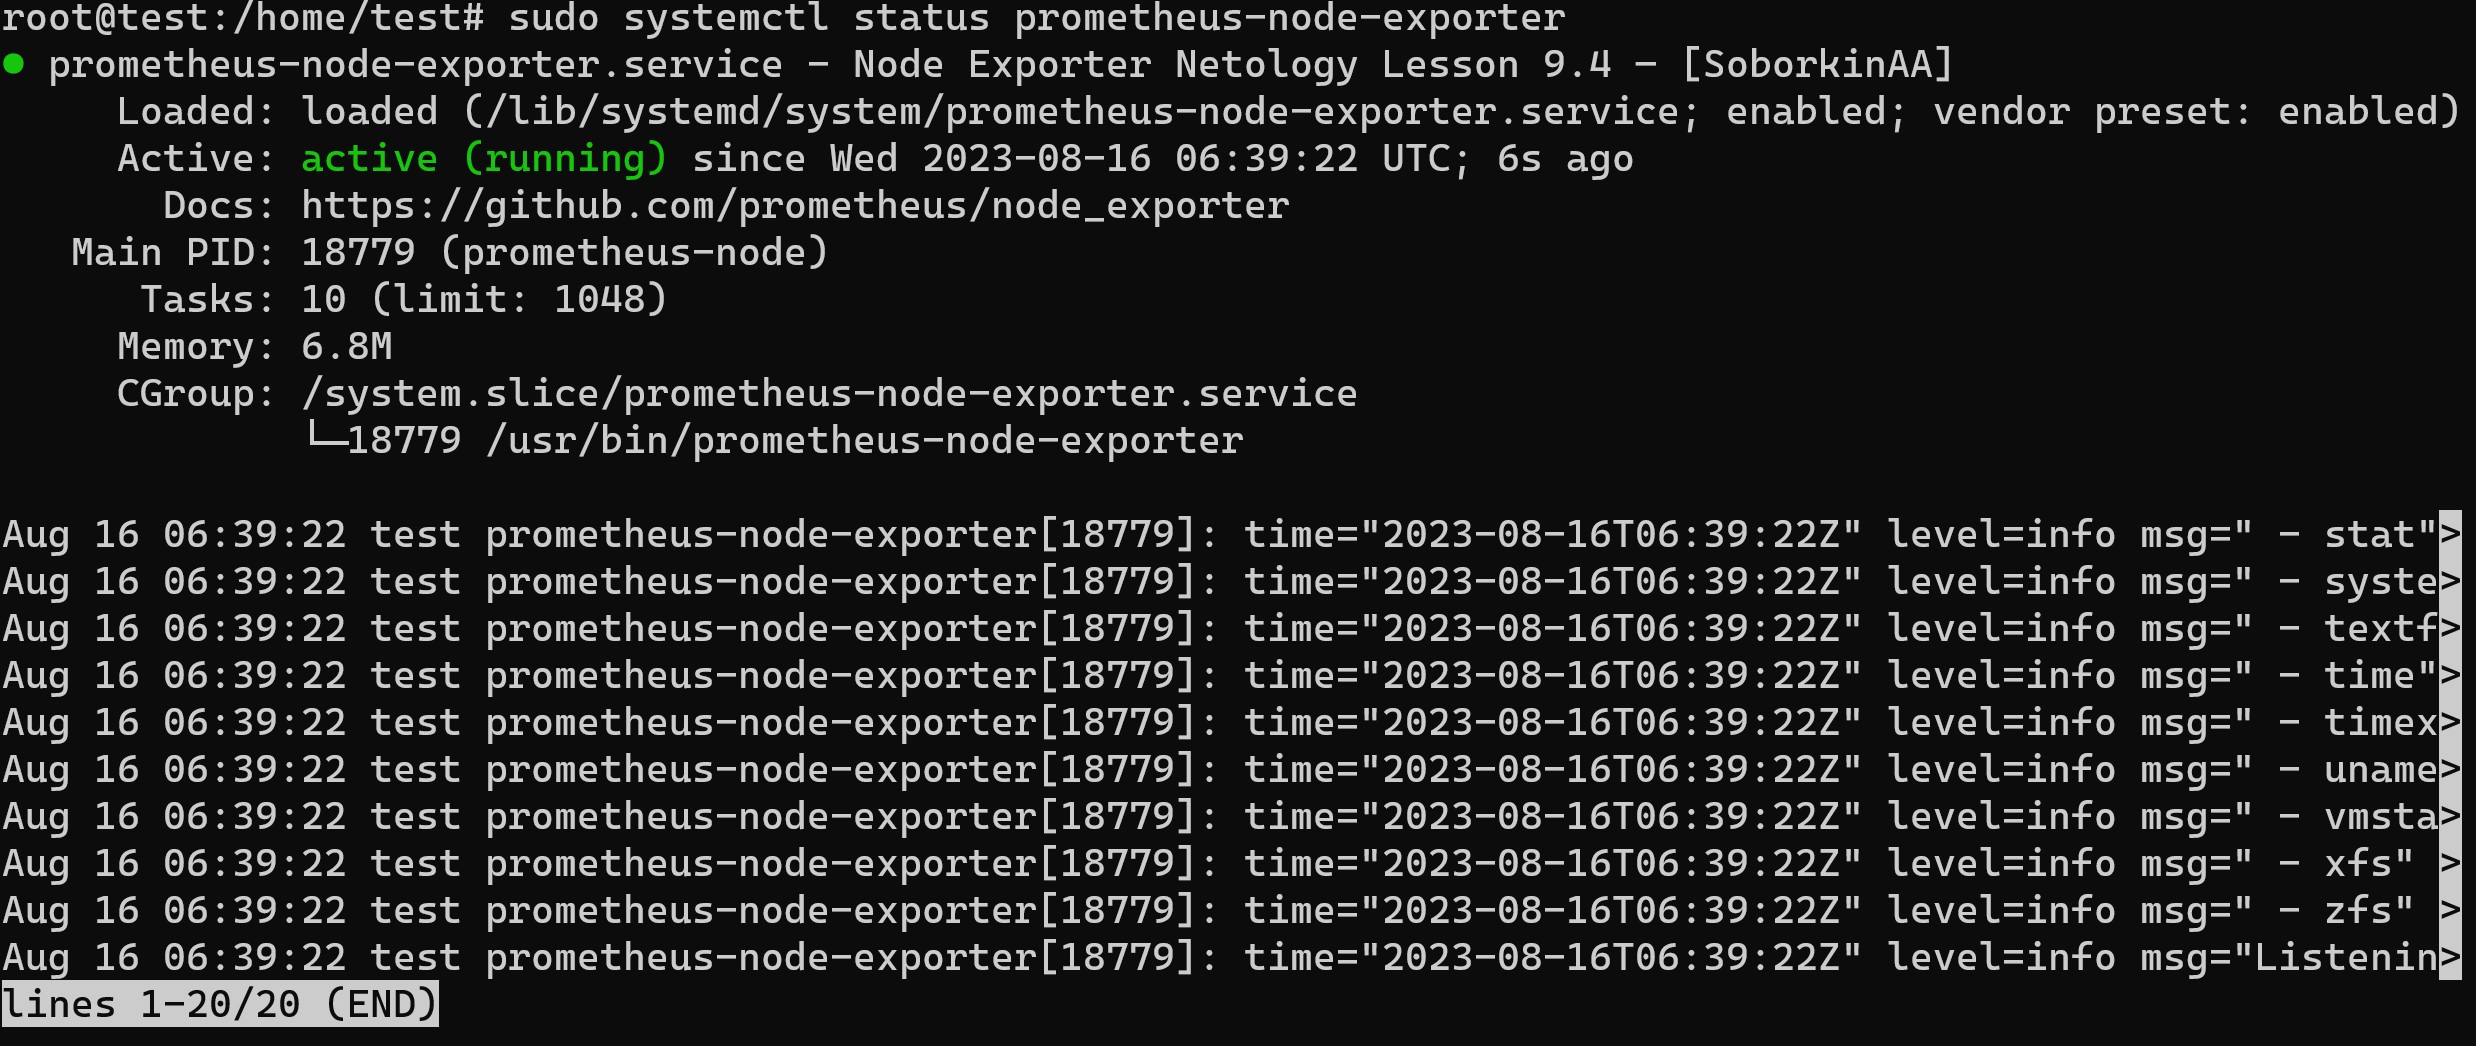 root@test:/home/test# sudo systemctl status prometheus-node-exporter
● prometheus-node-exporter.service - Node Exporter Netology Lesson 9.4 - [SoborkinAA]
     Loaded: loaded (/lib/systemd/system/prometheus-node-exporter.service; enabled; vendor preset: enabled)
     Active: active (running) since Wed 2023-08-16 06:39:22 UTC; 6s ago
       Docs: https://github.com/prometheus/node_exporter
   Main PID: 18779 (prometheus-node)
      Tasks: 10 (limit: 1048)
     Memory: 6.8M
     CGroup: /system.slice/prometheus-node-exporter.service
             └─18779 /usr/bin/prometheus-node-exporter
Aug 16 06:39:22 test prometheus-node-exporter[18779]: time="2023-08-16T06:39:22Z" level=info msg=" - stat">
Aug 16 06:39:22 test prometheus-node-exporter[18779]: time="2023-08-16T06:39:22Z" level=info msg=" - syste>
Aug 16 06:39:22 test prometheus-node-exporter[18779]: time="2023-08-16T06:39:22Z" level=info msg=" - textf>
Aug 16 06:39:22 test prometheus-node-exporter[18779]: time="2023-08-16T06:39:22Z" level=info msg=" - time">
Aug 16 06:39:22 test prometheus-node-exporter[18779]: time="2023-08-16T06:39:22Z" level=info msg=" - timex>
Aug 16 06:39:22 test prometheus-node-exporter[18779]: time="2023-08-16T06:39:22Z" level=info msg=" - uname>
Aug 16 06:39:22 test prometheus-node-exporter[18779]: time="2023-08-16T06:39:22Z" level=info msg=" - vmsta>
Aug 16 06:39:22 test prometheus-node-exporter[18779]: time="2023-08-16T06:39:22Z" level=info msg=" - xfs" >
Aug 16 06:39:22 test prometheus-node-exporter[18779]: time="2023-08-16T06:39:22Z" level=info msg=" - zfs" >
Aug 16 06:39:22 test prometheus-node-exporter[18779]: time="2023-08-16T06:39:22Z" level=info msg="Listenin>
lines 1-20/20 (END)